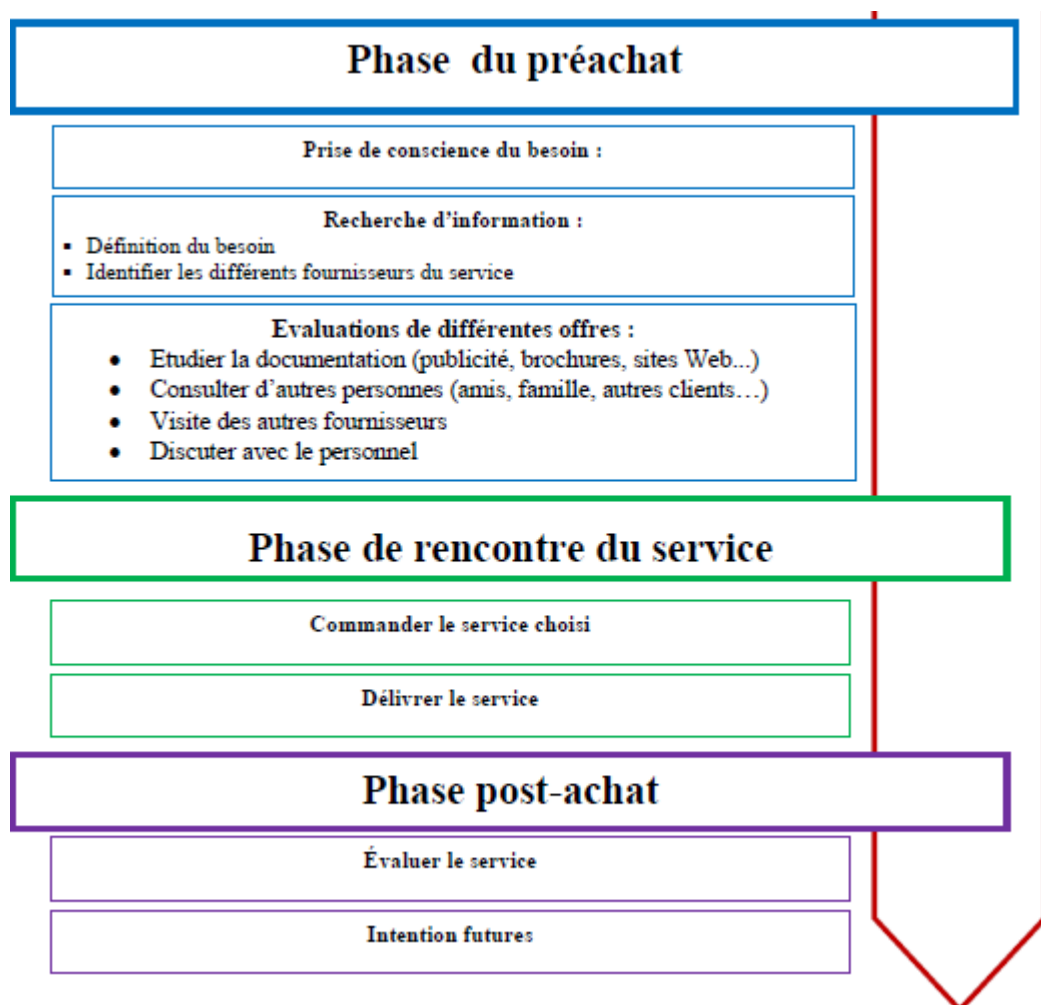 Phase du préachat
Prise de conscience du besoin :
Recherche d'information :
▪ Définition du besoin
▪ Identifier les différents fournisseurs du service
Evaluations de différentes offres :
● Etudier la documentation (publicité, brochures, sites Web...)
● Consulter d'autres personnes (amis, famille, autres clients…)
● Visite des autres fournisseurs
● Discuter avec le personnel
Phase de rencontre du service
Commander le service choisi
Délivrer le service
Phase post-achat
Évaluer le service
Intention futures